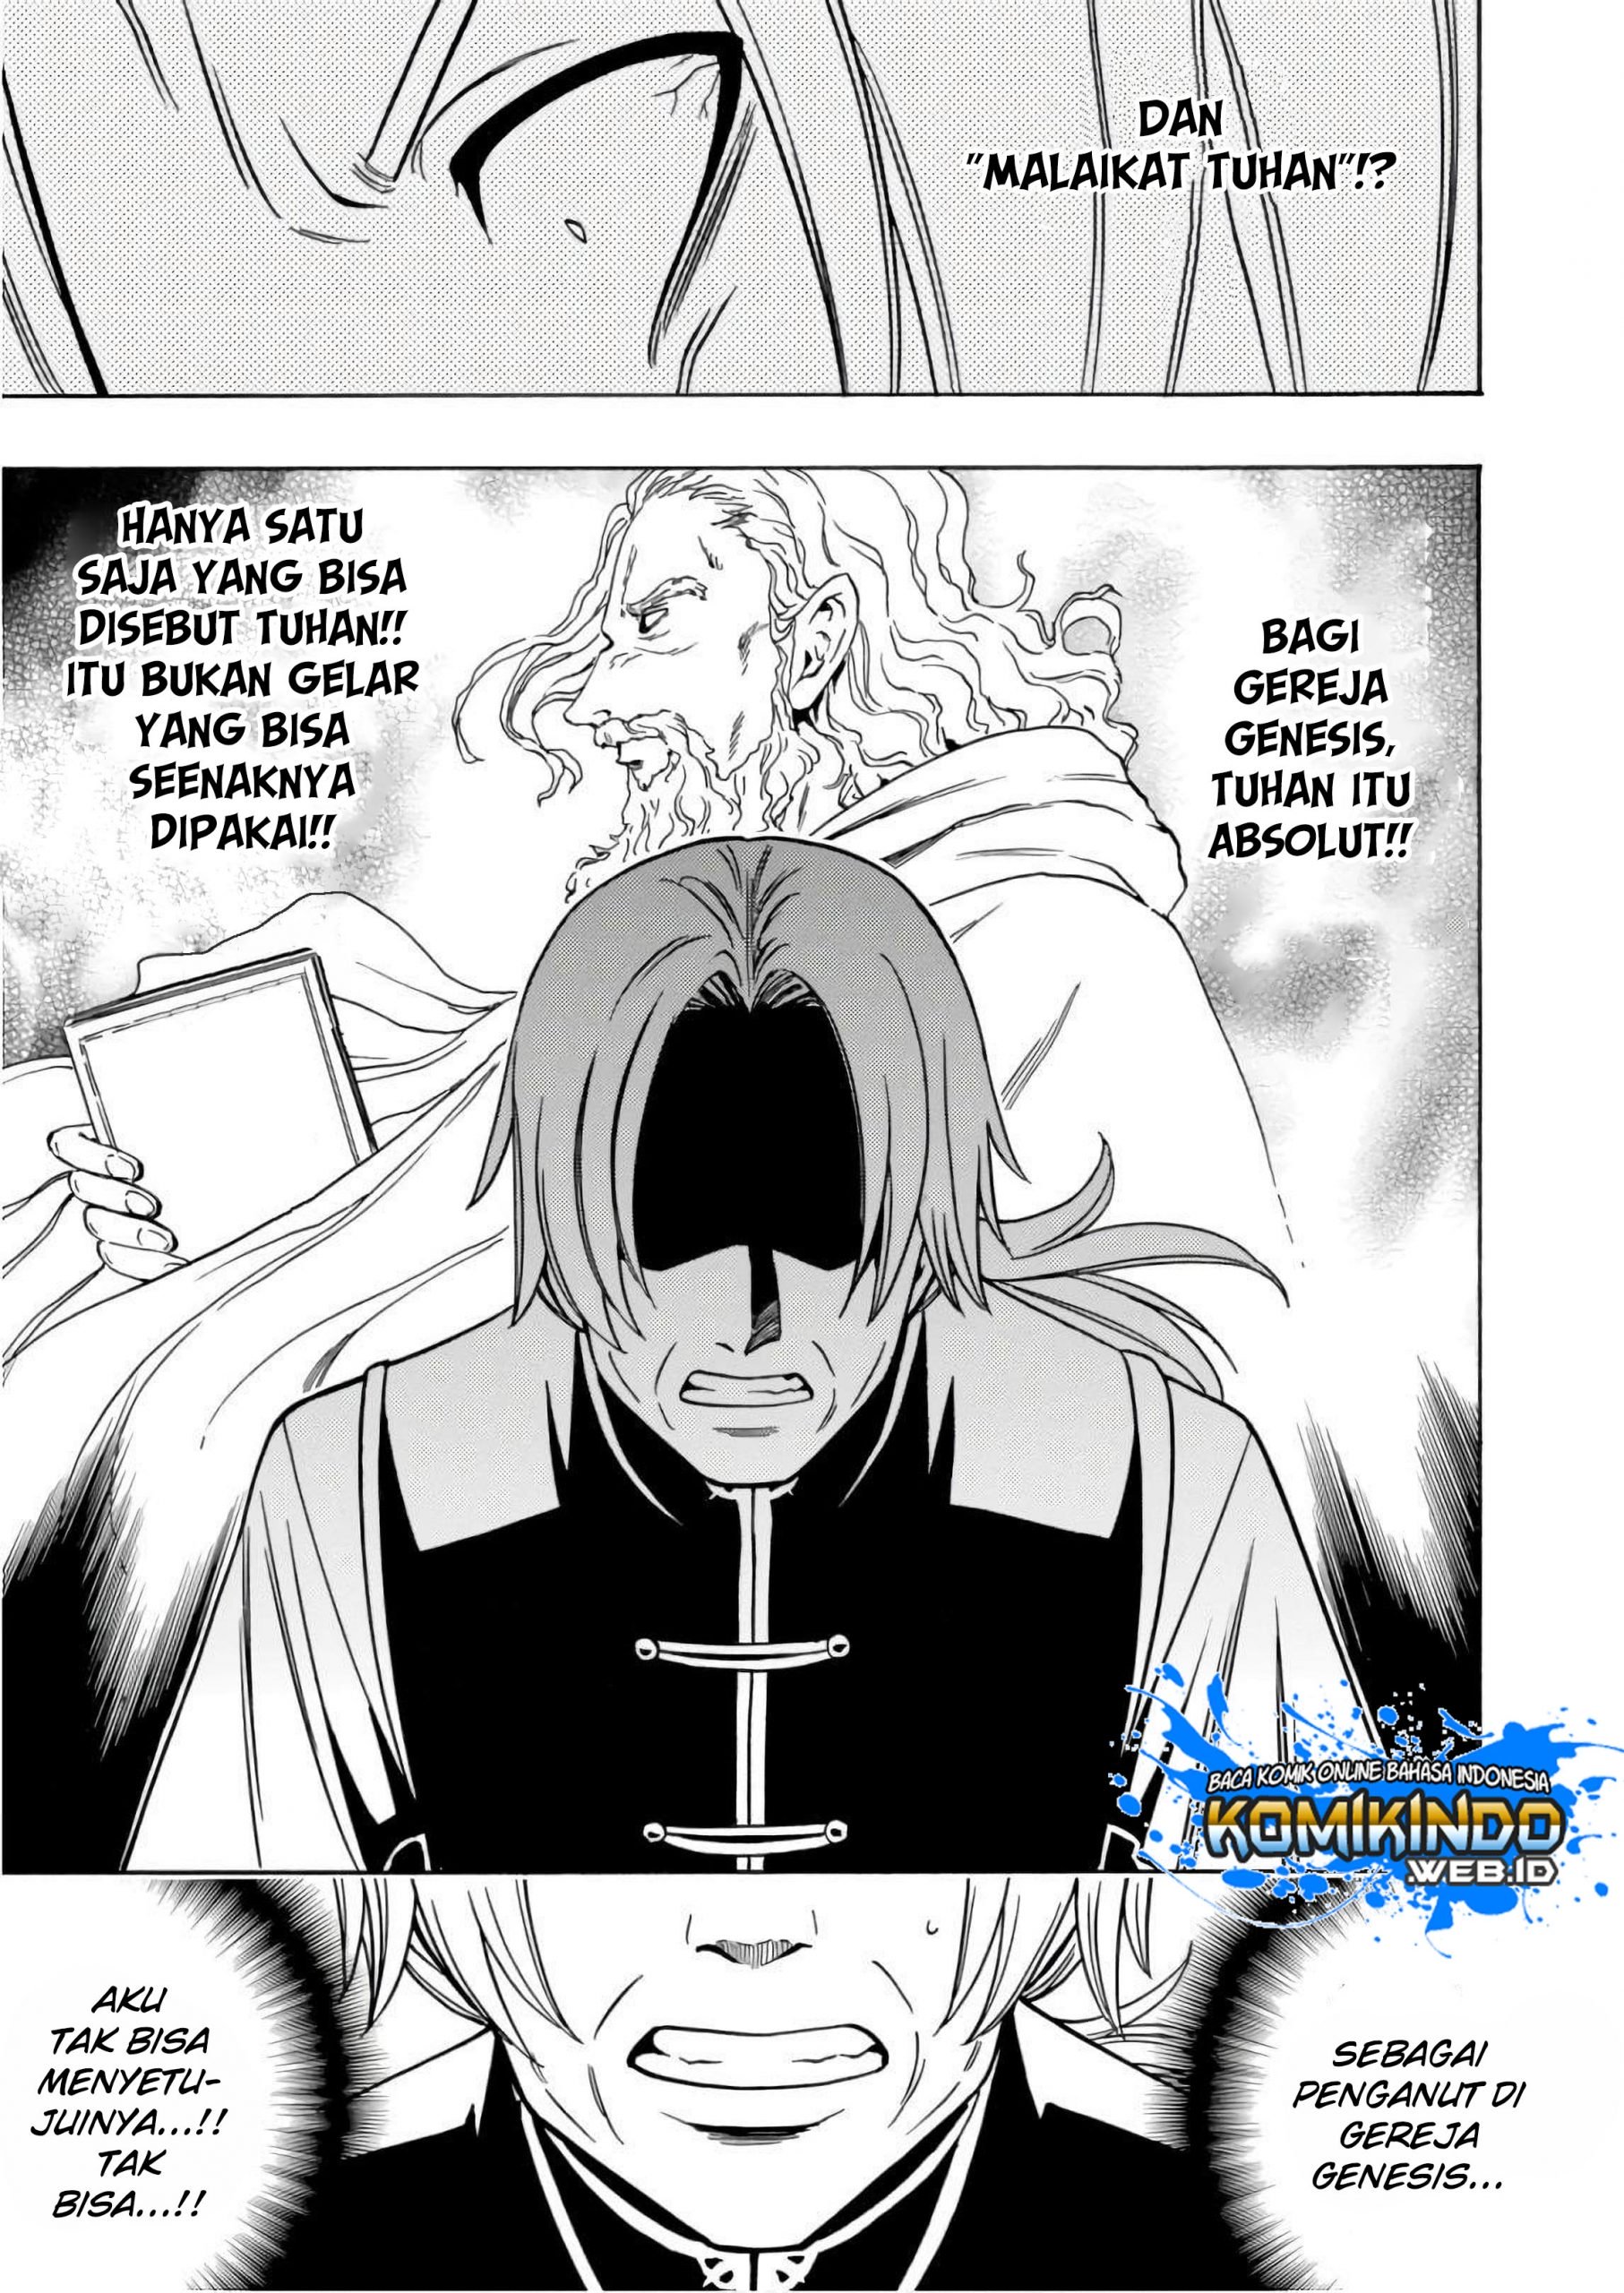 DAN
"MALAIKAT TUHAN"!?
BAGI
GEREJA
GENESIS,
TUHAN ITU
ABSOLUT!!
HANYA SATU
SAJA YANG BISA
DISEBUT TUHAN!!
ITU BUKAN GELAR
YANG BISA
SEENAKNYA
DIPAKAI!!
BACA KOMIK ONLINE BAHASA INDONESIA
KOMIKINDO
.WEB.ID
SEBAGAI
PENGANUT DI
GEREJA
GENESIS...
AKU
TAK BISA
MENYETU-
JUINYA...!!
TAK
BISA...!!